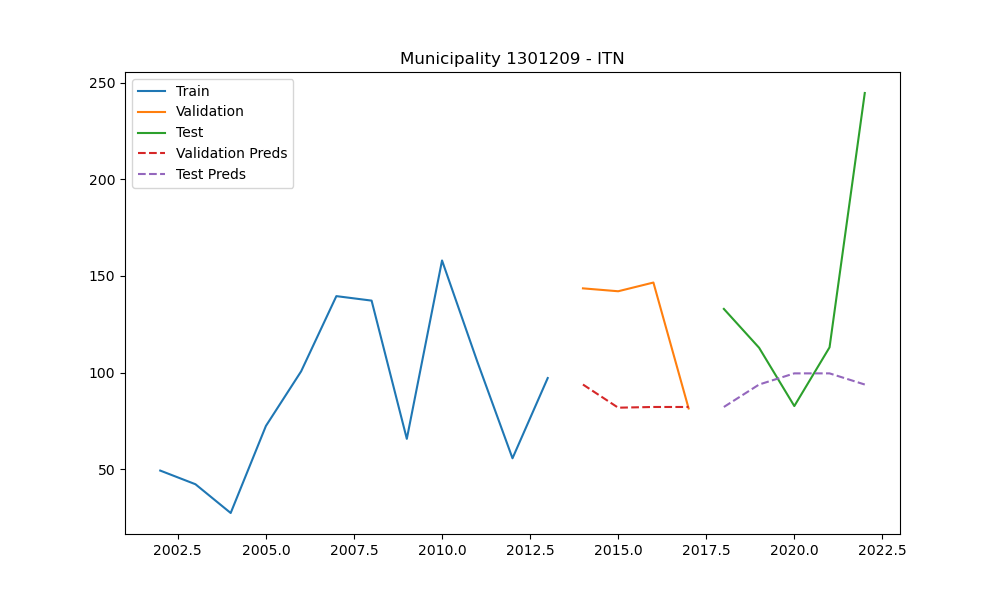 Municipality 1301209 - ITN
250
200
150
100
50
Train
Validation
Test
Validation Preds
Test Preds
2002.5 2005.0 2007.5 2010.0 2012.5 2015.0 2017.5 2020.0 2022.5